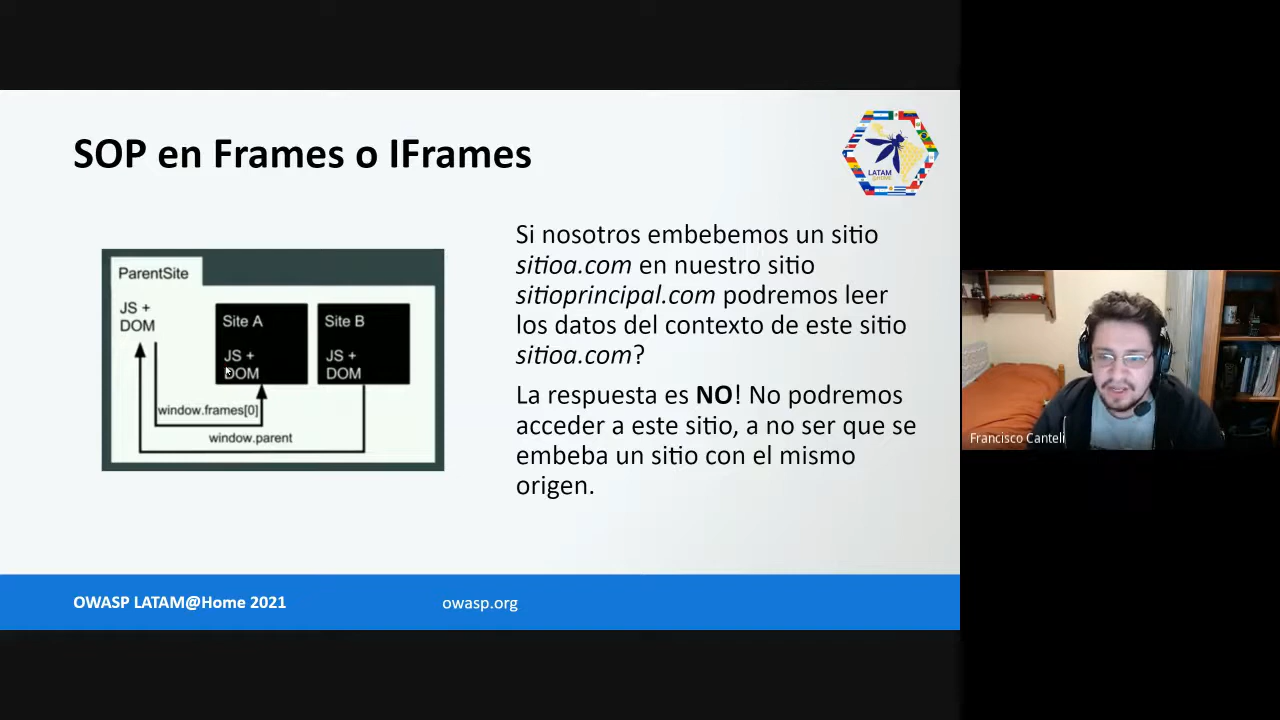 SOP en Frames o IFrames
LATAM
@HOME
ParentSite
JS +
DOM
Site A
JS +
DOM
Site B
JS +
DOM
window.frames[0]
window.parent
Si nosotros embebemos un sitio
sitioa.com en nuestro sitio
sitioprincipal.com podremos leer
los datos del contexto de este sitio
sitioa.com?
La respuesta es NO! No podremos
acceder a este sitio, a no ser que se
embeba un sitio con el mismo
origen.
Francisco Canteli
OWASP LATAM@Home 2021
owasp.org